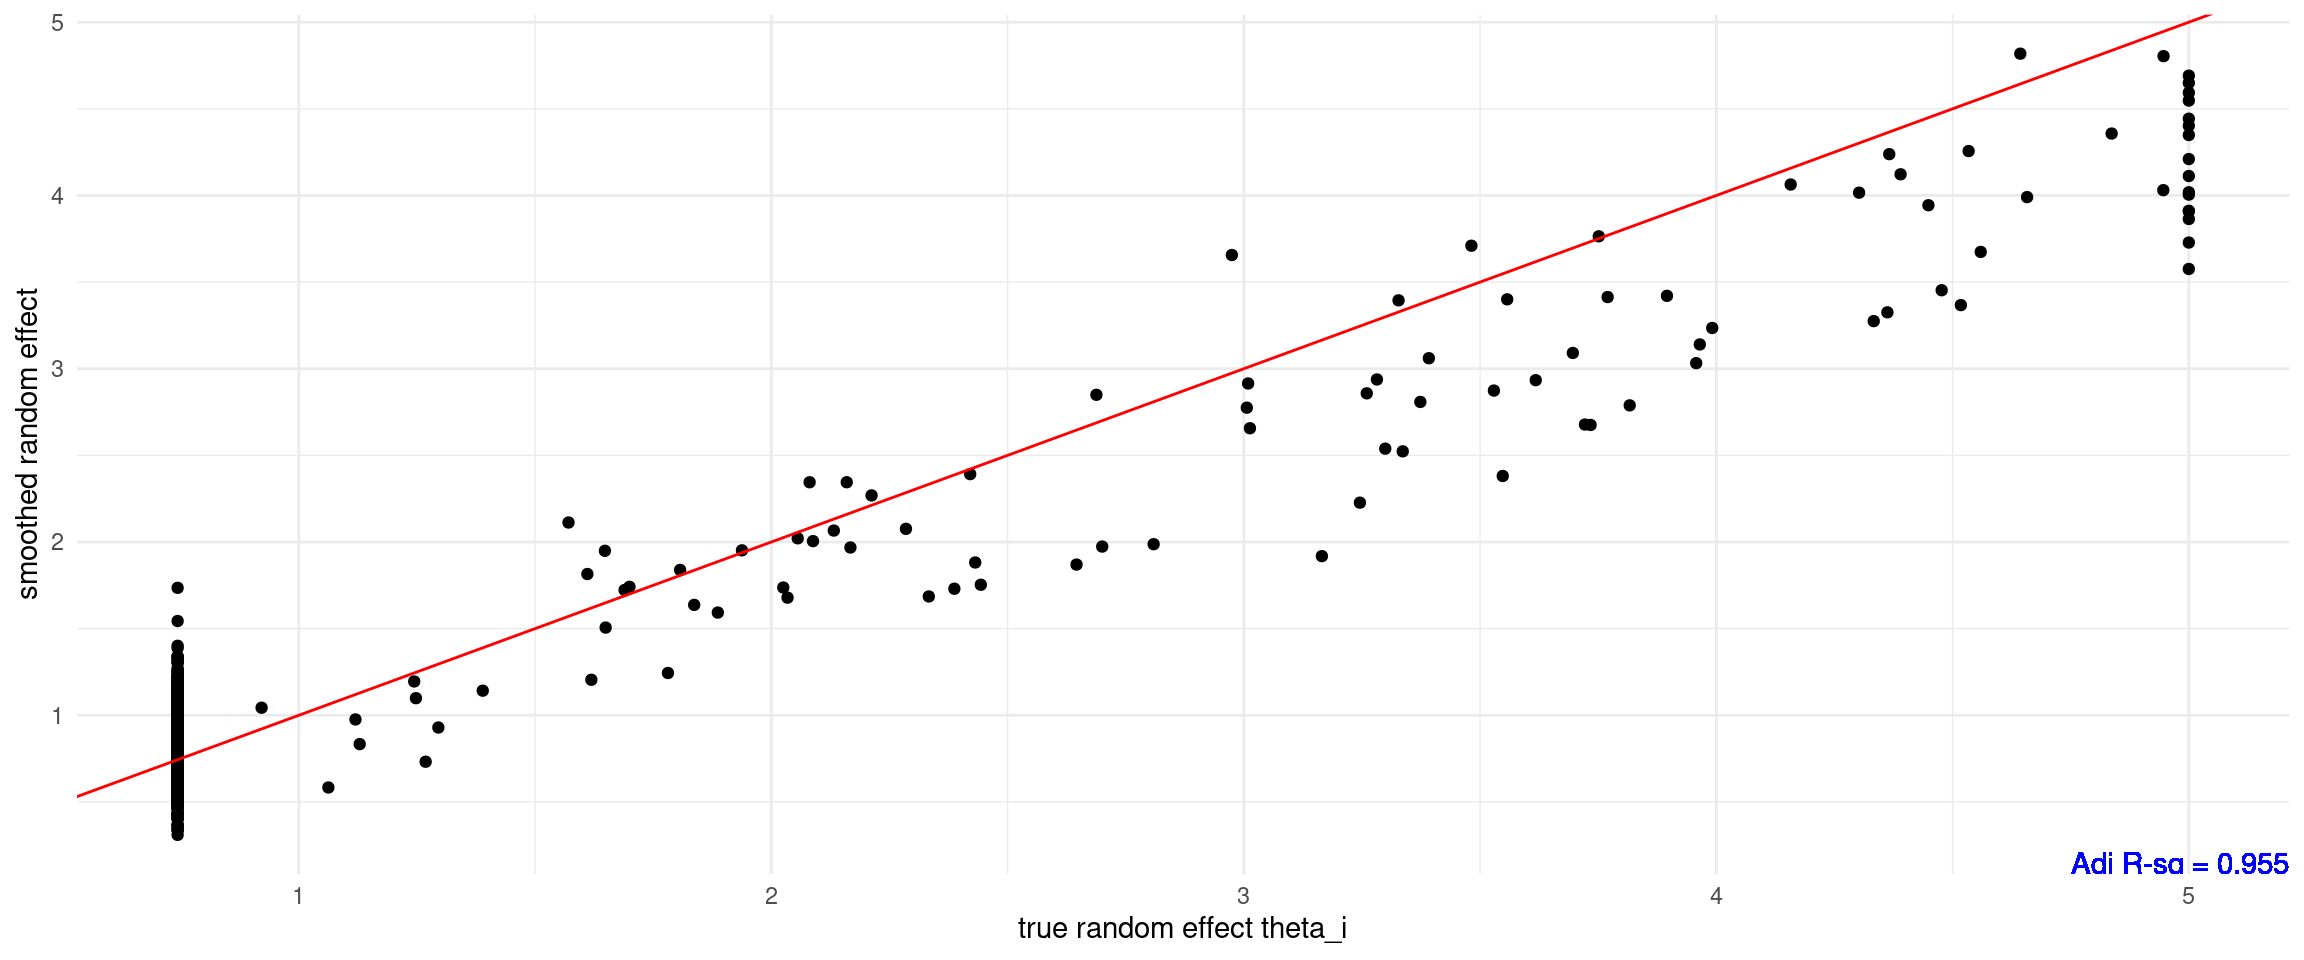 5
4
3
2
1
smoothed random effect
Adj R-sq = 0.955
1 2 3 4 5
true random effect theta_i